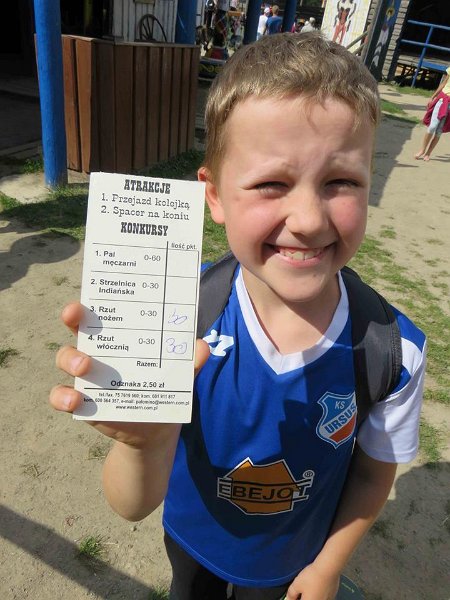 ATRAKCJE
1. Przejazd kolejką
2. Spacer na koniu
KONKURSY
Ilość pkt.
1. Pal męczarni 0-60
2. Strzelnica Indiańska 0-30
3. Rzut nożem 0-30
4. Rzut włócznią 0-30 30
Razem:
Odznaka 2,50 zł
www.western.com.pl
KS
URSUS
EBEJOT ®